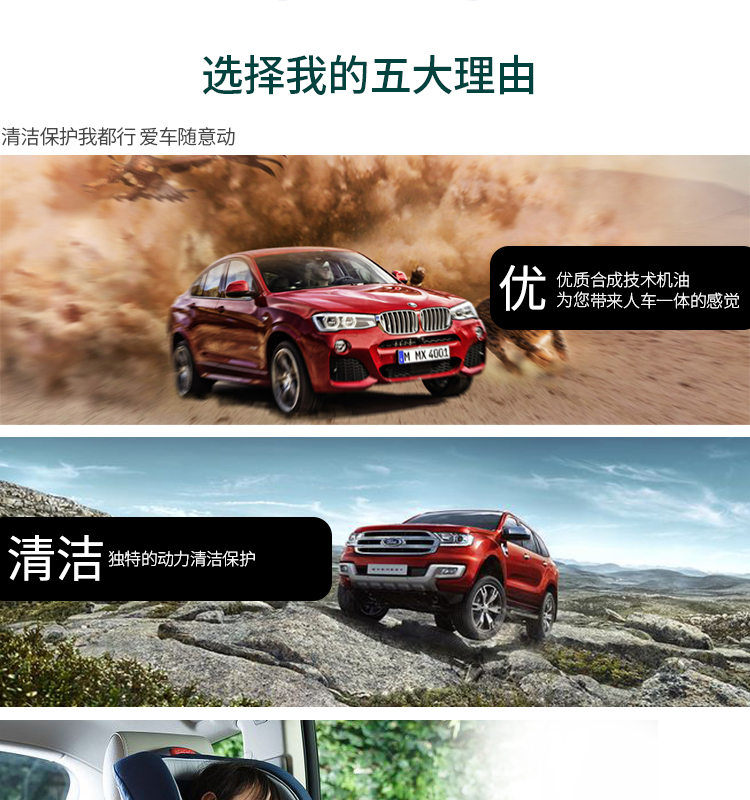 选择我的五大理由
清洁保护我都行 爱车随意动
优
优质合成技术机油
为您带来人车一体的感觉
M MX 4001
清洁
独特的动力清洁保护
Ford
EVEREST